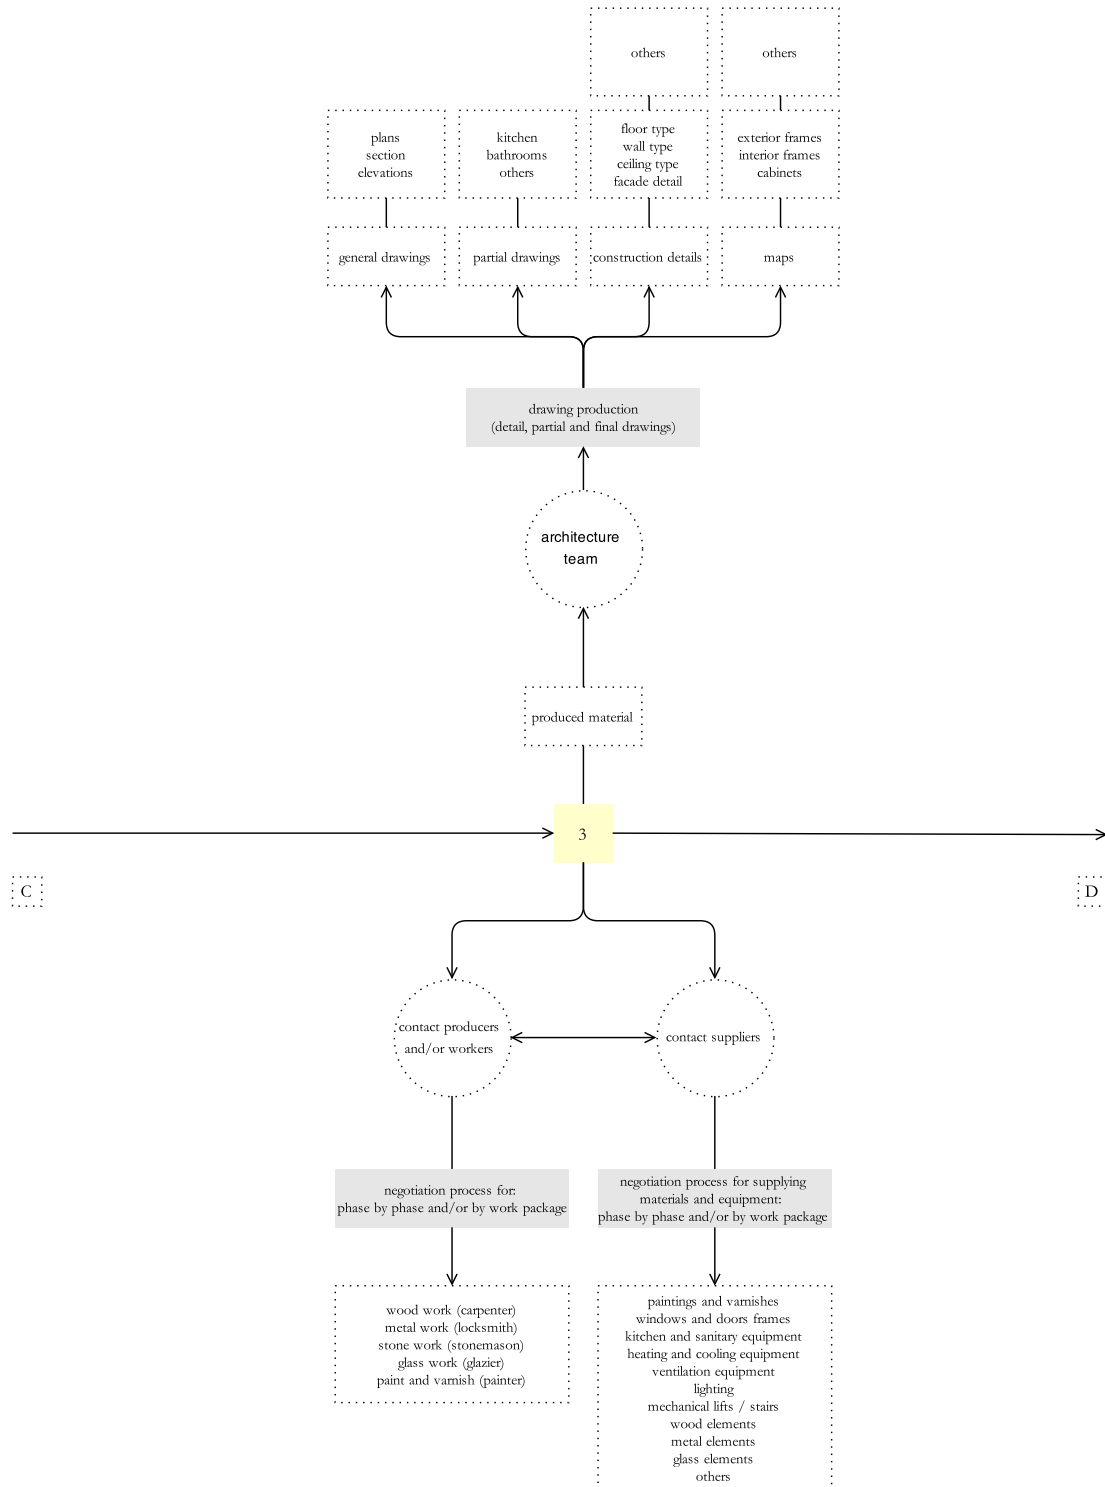 others
others
plans
section
elevations
kitchen
bathrooms
others
floor type
wall type
ceiling type
facade detail
exterior frames
interior frames
cabinets
general drawings
partial drawings
construction details
maps
drawing production
(detail, partial and final drawings)
architecture
team
produced material
3
C
D
contact producers
and/or workers
contact suppliers
negotiation process for:
phase by phase and/or by work package
negotiation process for supplying
materials and equipment:
phase by phase and/or by work package
wood work (carpenter)
metal work (locksmith)
stone work (stonemason)
glass work (glazier)
paint and varnish (painter)
paintings and varnishes
windows and doors frames
kitchen and sanitary equipment
heating and cooling equipment
ventilation equipment
lighting
mechanical lifts / stairs
wood elements
metal elements
glass elements
others